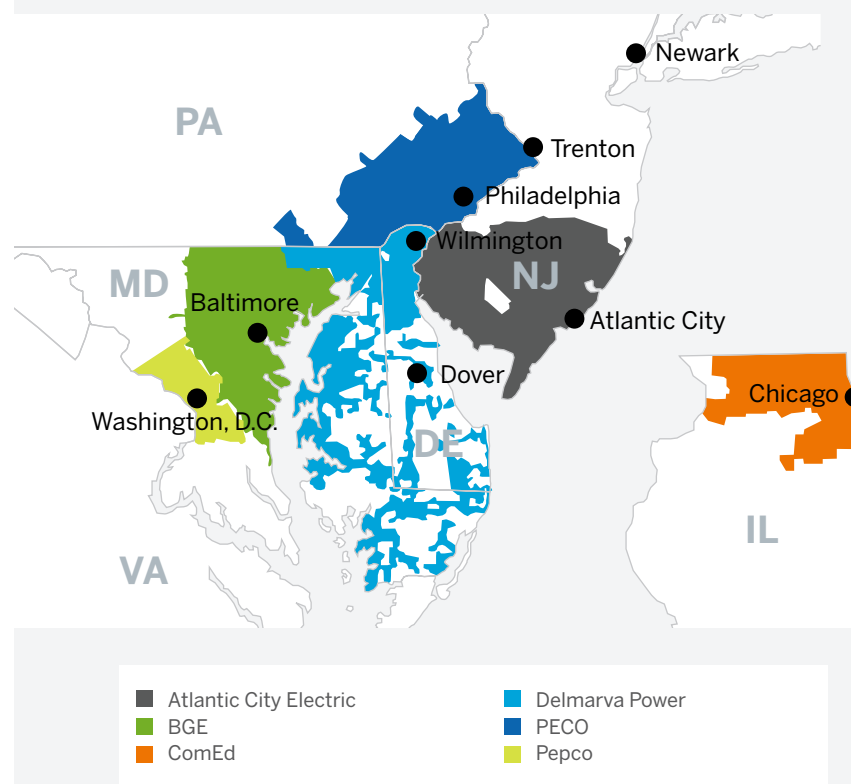 Newark
PA
Trenton
Philadelphia
Wilmington
NJ
MD
Baltimore
Atlantic City
Dover
Chicago
Washington, D.C.
DE
IL
VA
Atlantic City Electric
BGE
ComEd
Delmarva Power
PECO
Pepco